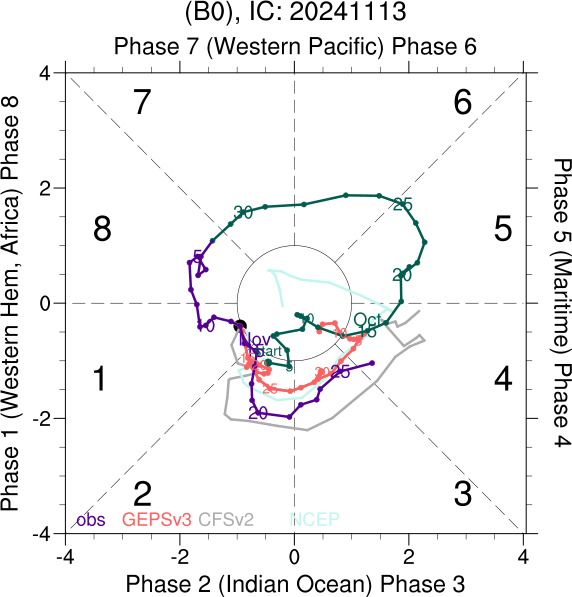 (B0), IC: 20241113
Phase 7 (Western Pacific) Phase 6
4
7
6
2
30
25
8
5
5
20
0
Oct
15
Nov
Start
1
4
20
25
25
-2
20
2
3
obs GEPSv3 CFSv2 NCEP
-4
-4 -2 0 2 4
Phase 2 (Indian Ocean) Phase 3
Phase 1 (Western Hem, Africa) Phase 8
Phase 5 (Maritime) Phase 4